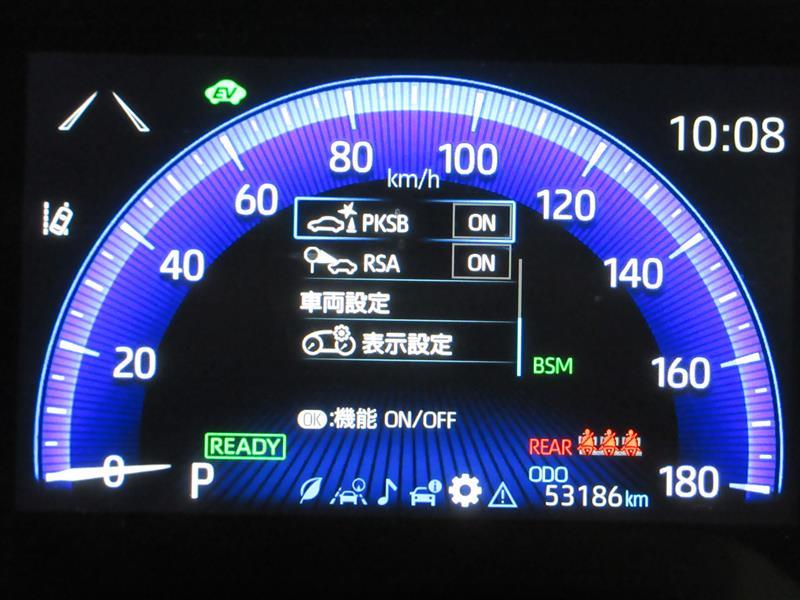 EV
10:08
80
100
km/h
60
120
PKSB ON
40
RSA ON
140
車両設定
表示設定
20
BSM
160
OK:機能 ON/OFF
READY
REAR
0
P
ODO
53186km
180